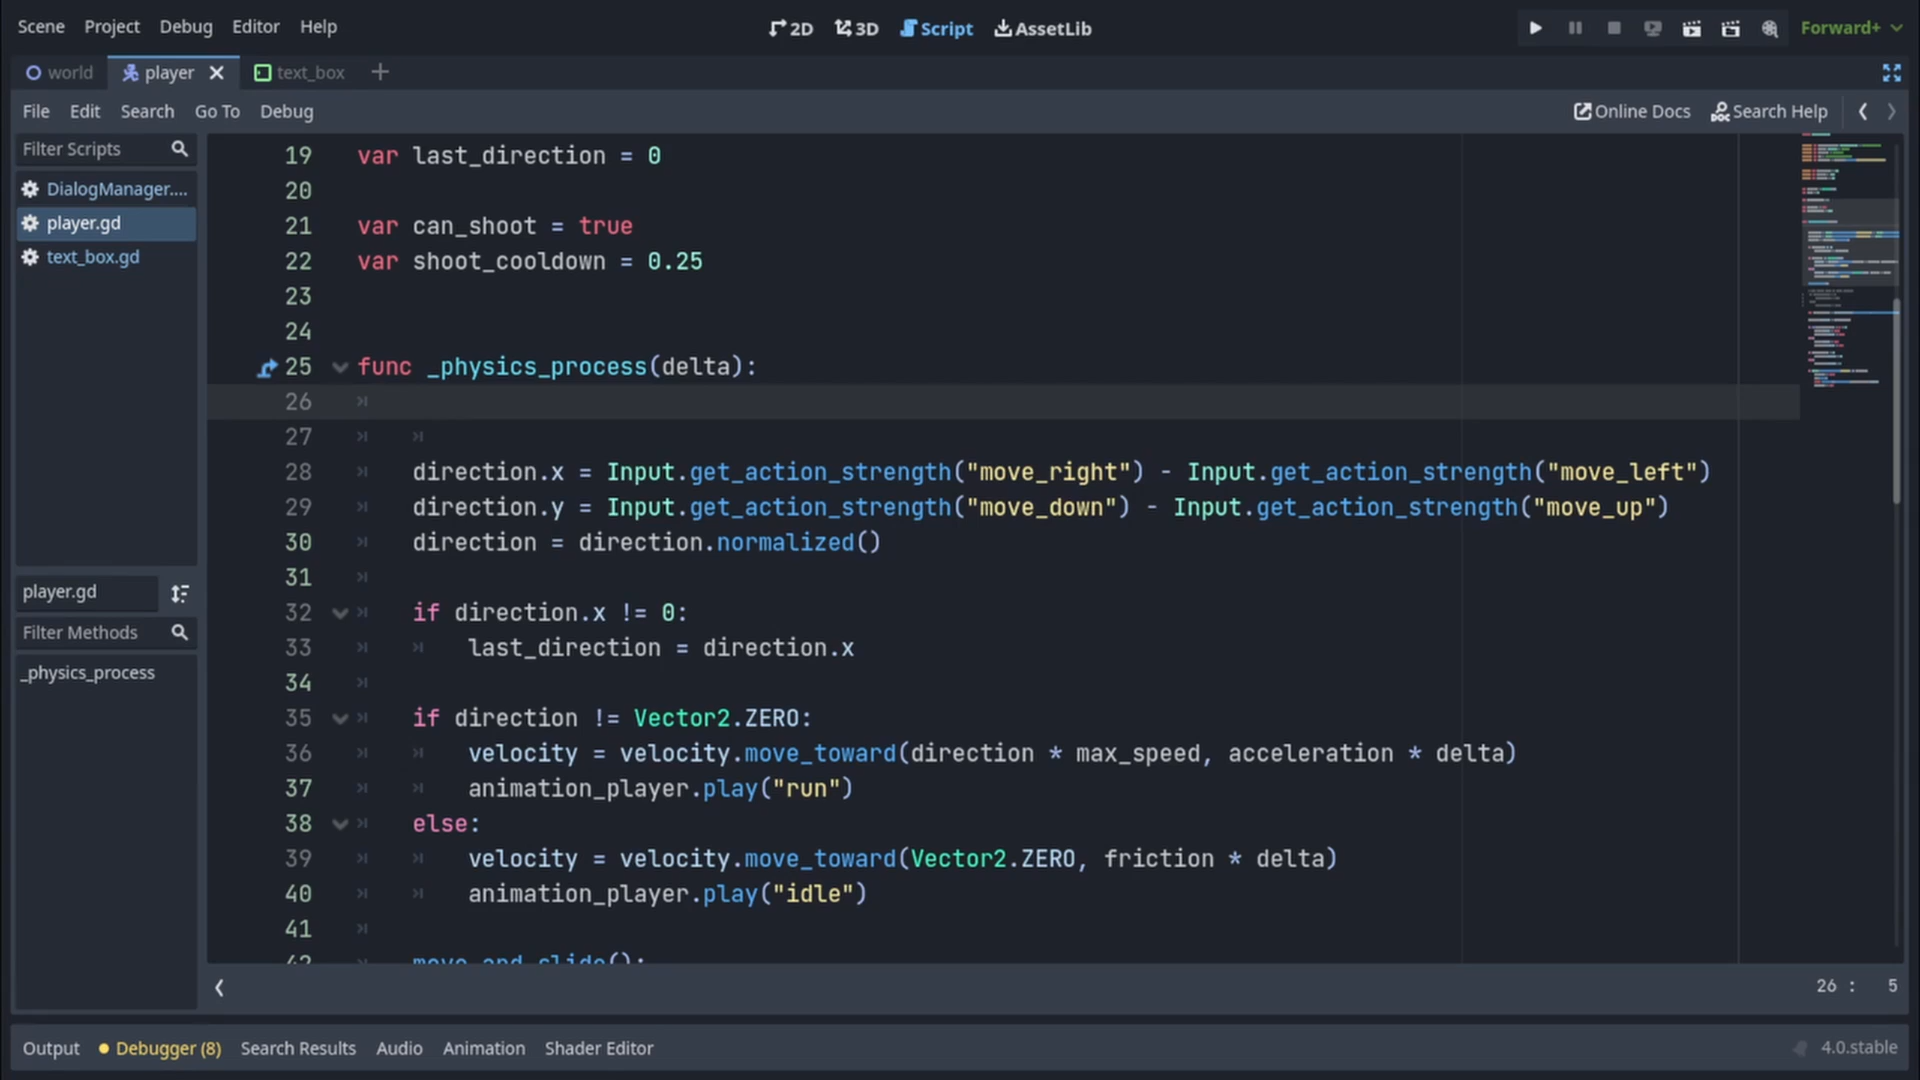 Scene Project Debug Editor Help 2D 3D Script AssetLib Forward+
world player text_box
File Edit Search Go To Debug Online Docs Search Help
Filter Scripts
DialogManager....
player.gd
text_box.gd
player.gd
Filter Methods
_physics_process
19 var last_direction = 0
20
21 var can_shoot = true
22 var shoot_cooldown = 0.25
23
24
25 func _physics_process(delta):
26
27
28 direction.x = Input.get_action_strength("move_right") - Input.get_action_strength("move_left")
29 direction.y = Input.get_action_strength("move_down") - Input.get_action_strength("move_up")
30 direction = direction.normalized()
31
32 if direction.x != 0:
33 last_direction = direction.x
34
35 if direction != Vector2.ZERO:
36 velocity = velocity.move_toward(direction * max_speed, acceleration * delta)
37 animation_player.play("run")
38 else:
39 velocity = velocity.move_toward(Vector2.ZERO, friction * delta)
40 animation_player.play("idle")
41
42 move_and_slide();
26 : 5
Output Debugger (8) Search Results Audio Animation Shader Editor 4.0.stable